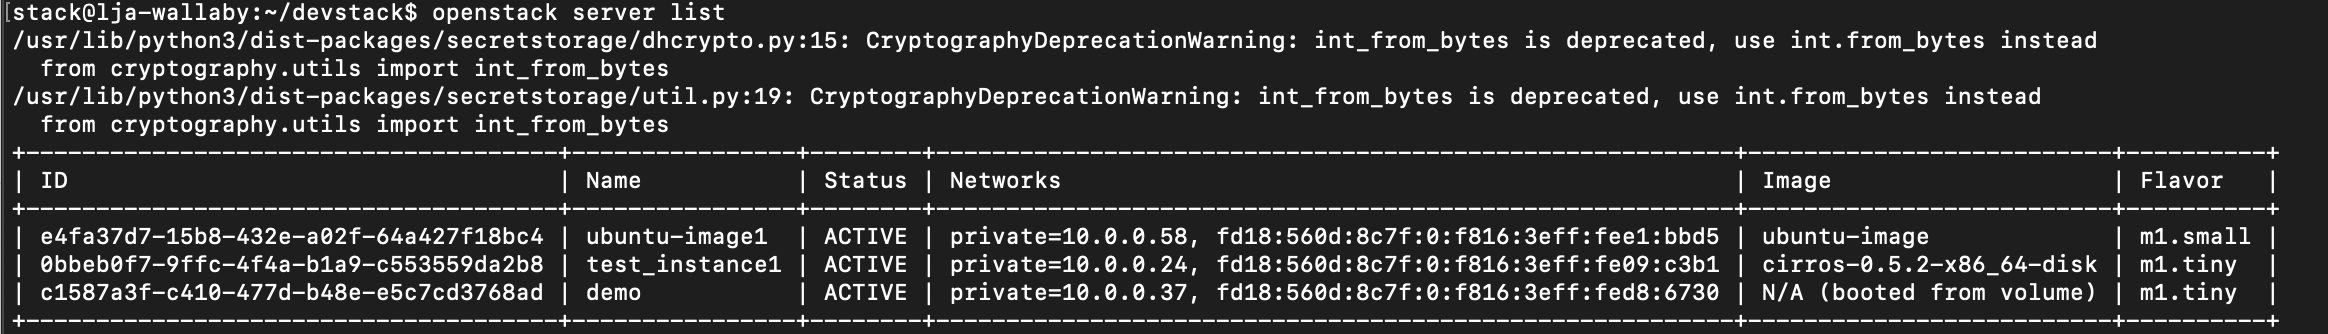 [stack@lja-wallaby:~/devstack$ openstack server list
/usr/lib/python3/dist-packages/secretstorage/dhcrypto.py:15: CryptographyDeprecationWarning: int_from_bytes is deprecated, use int.from_bytes instead
  from cryptography.utils import int_from_bytes
/usr/lib/python3/dist-packages/secretstorage/util.py:19: CryptographyDeprecationWarning: int_from_bytes is deprecated, use int.from_bytes instead
  from cryptography.utils import int_from_bytes
+--------------------------------------+----------------+--------+---------------------------------------------------------+--------------------------+----------+
| ID                                   | Name           | Status | Networks                                                | Image                    | Flavor   |
+--------------------------------------+----------------+--------+---------------------------------------------------------+--------------------------+----------+
| e4fa37d7-15b8-432e-a02f-64a427f18bc4 | ubuntu-image1  | ACTIVE | private=10.0.0.58, fd18:560d:8c7f:0:f816:3eff:fee1:bbd5 | ubuntu-image             | m1.small |
| 0bbeb0f7-9ffc-4f4a-b1a9-c553559da2b8 | test_instance1 | ACTIVE | private=10.0.0.24, fd18:560d:8c7f:0:f816:3eff:fe09:c3b1 | cirros-0.5.2-x86_64-disk | m1.tiny  |
| c1587a3f-c410-477d-b48e-e5c7cd3768ad | demo           | ACTIVE | private=10.0.0.37, fd18:560d:8c7f:0:f816:3eff:fed8:6730 | N/A (booted from volume) | m1.tiny  |
+--------------------------------------+----------------+--------+---------------------------------------------------------+--------------------------+----------+